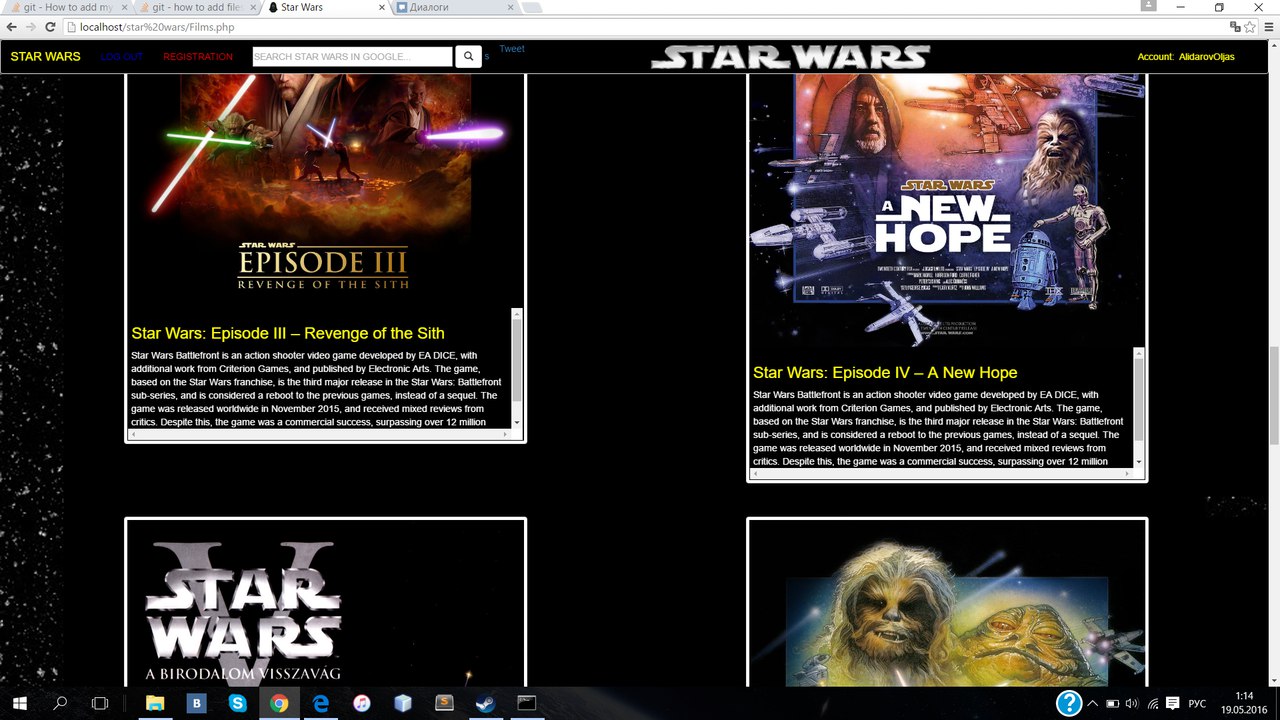 git - How to add my
git - how to add files
Star Wars
Диалоги
localhost/star%20wars/Films.php
STAR WARS LOG OUT REGISTRATION SEARCH STAR WARS IN GOOGLE... s Tweet STAR WARS Account: AlidarovOljas
STAR WARS
EPISODE III
REVENGE OF THE SITH
Star Wars: Episode III – Revenge of the Sith
Star Wars Battlefront is an action shooter video game developed by EA DICE, with
additional work from Criterion Games, and published by Electronic Arts. The game,
based on the Star Wars franchise, is the third major release in the Star Wars: Battlefront
sub-series, and is considered a reboot to the previous games, instead of a sequel. The
game was released worldwide in November 2015, and received mixed reviews from
critics. Despite this, the game was a commercial success, surpassing over 12 million
STAR WARS
A NEW
HOPE
Star Wars: Episode IV – A New Hope
Star Wars Battlefront is an action shooter video game developed by EA DICE, with
additional work from Criterion Games, and published by Electronic Arts. The game,
based on the Star Wars franchise, is the third major release in the Star Wars: Battlefront
sub-series, and is considered a reboot to the previous games, instead of a sequel. The
game was released worldwide in November 2015, and received mixed reviews from
critics. Despite this, the game was a commercial success, surpassing over 12 million
V
STAR
WARS
A BIRODALOM VISSZAVÁG
РУС
1:14
19.05.2016